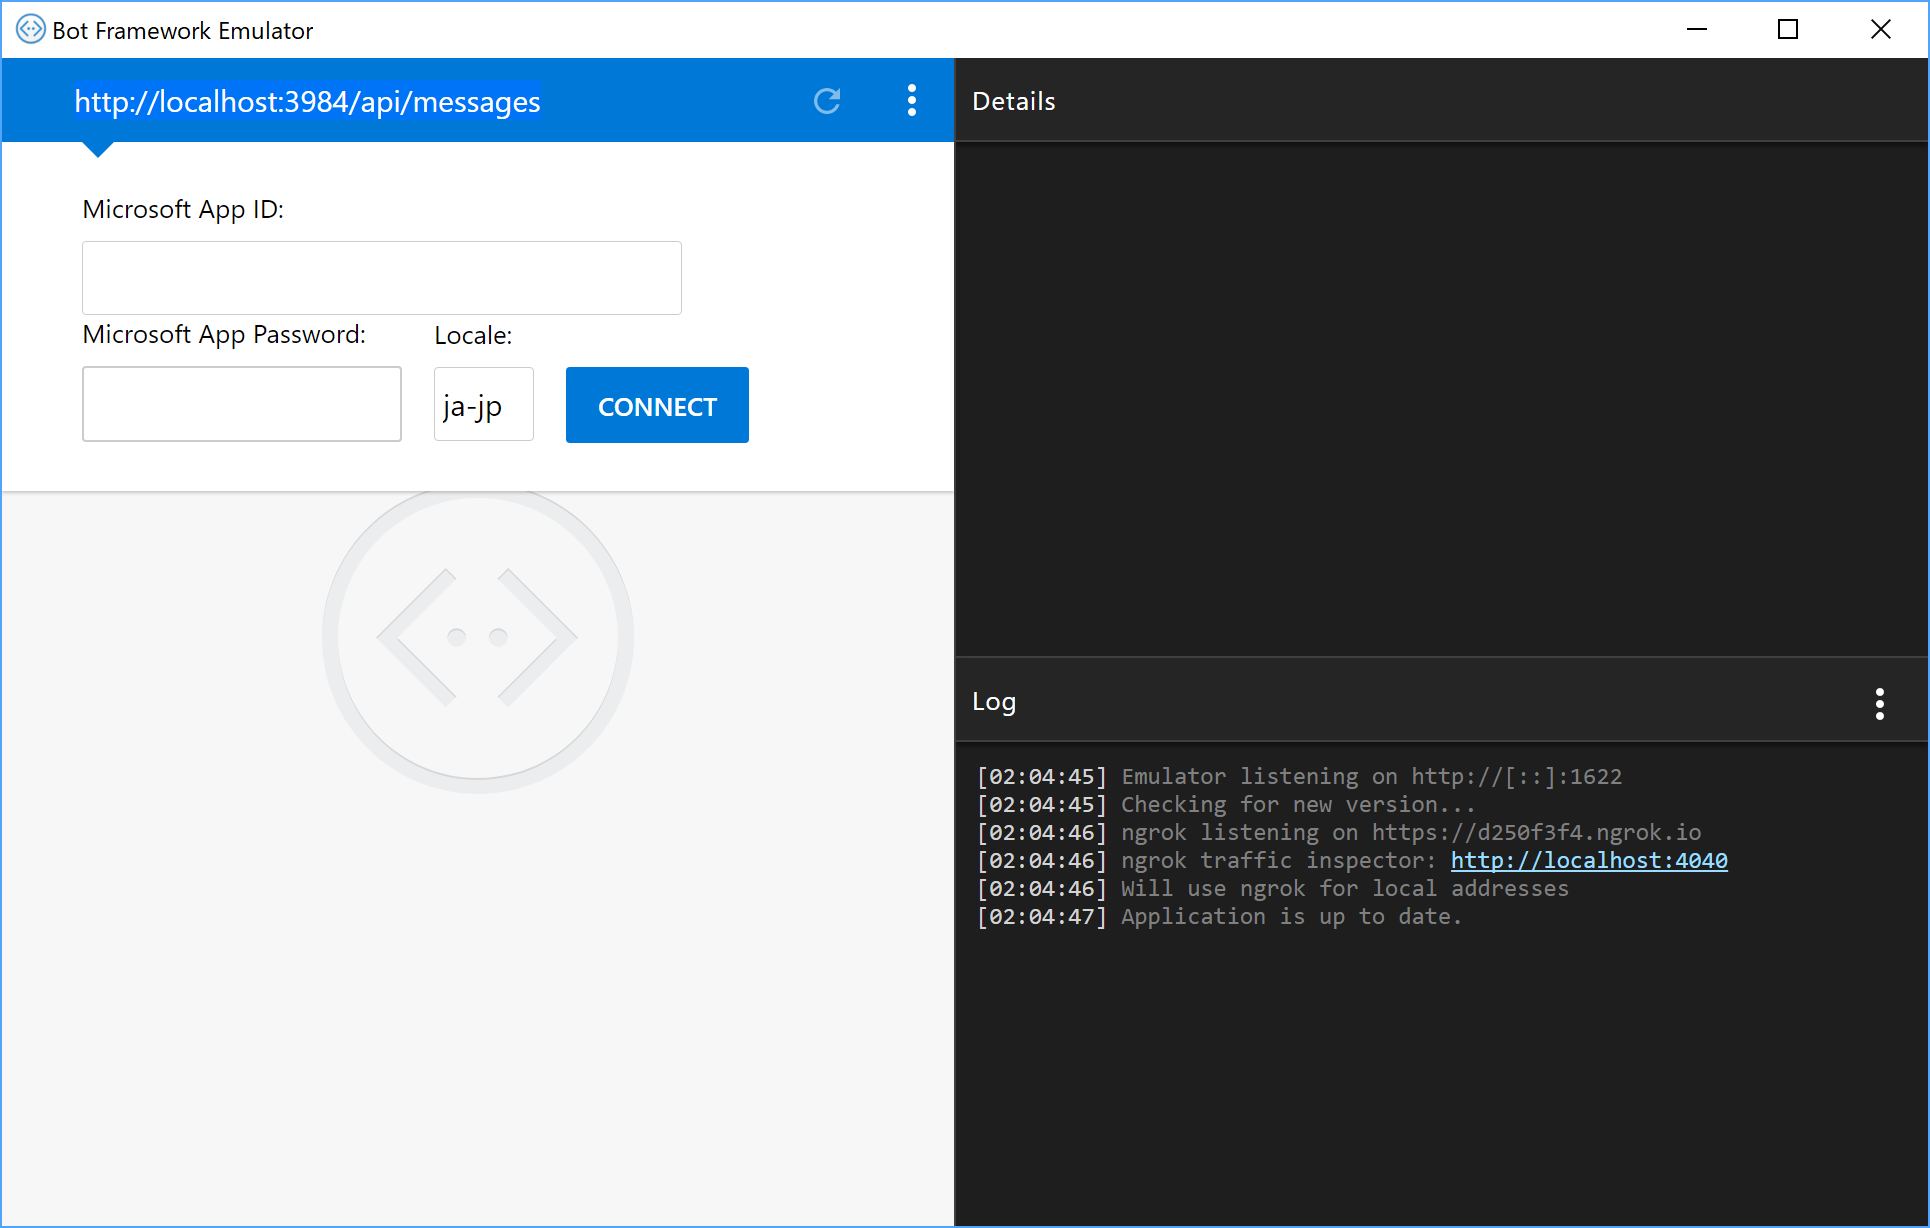 Bot Framework Emulator
http://localhost:3984/api/messages
Microsoft App ID:
Microsoft App Password:
Locale:
ja-jp
CONNECT
Details
Log
[02:04:45] Emulator listening on http://[::]:1622
[02:04:45] Checking for new version...
[02:04:46] ngrok listening on https://d250f3f4.ngrok.io
[02:04:46] ngrok traffic inspector: http://localhost:4040
[02:04:46] Will use ngrok for local addresses
[02:04:47] Application is up to date.